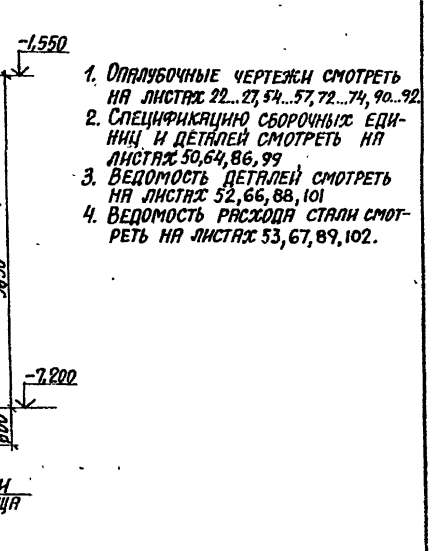 -1,550
1. Опалубочные чертежи смотреть
на листах 22...27, 54...57, 72...74, 90...92.
2. Спецификацию сборочных еди-
ниц и деталей смотреть на
листах 50, 64, 86, 99
3. Ведомость деталей смотреть
на листах 52, 66, 88, 101
4. Ведомость расхода стали смот-
реть на листах 53, 67, 89, 102.
-7,200